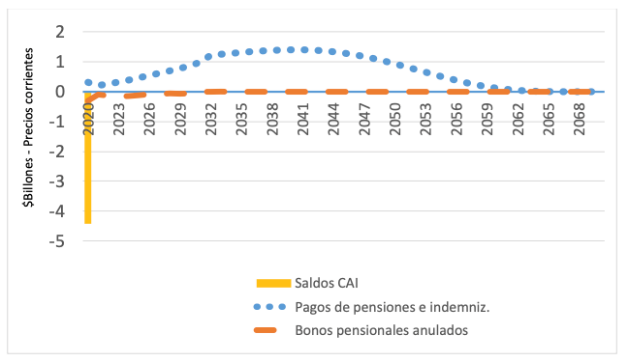 $Billones - Precios corrientes
2
1
0
-1
-2
-3
-4
-5
2020 2023 2026 2029 2032 2035 2038 2041 2044 2047 2050 2053 2056 2059 2062 2065 2068
Saldos CAI
Pagos de pensiones e indemniz.
Bonos pensionales anulados